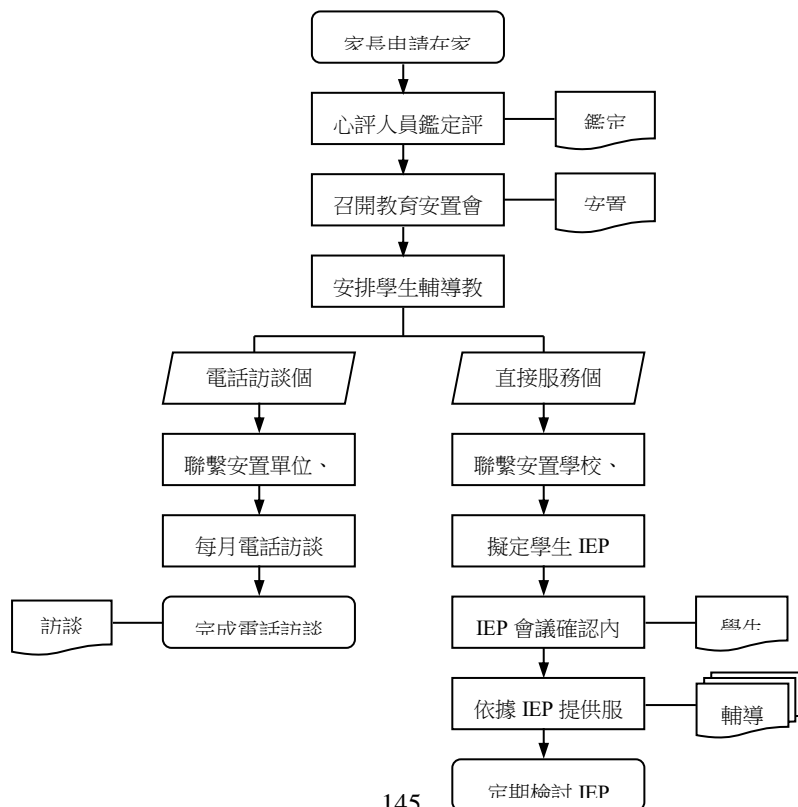 家長申請在家
心評人員鑑定評
鑑定
召開教育安置會
安置
安排學生輔導教
電話訪談個
直接服務個
聯繫安置單位、
聯繫安置學校、
每月電話訪談
擬定學生 IEP
訪談
完成電話訪談
IEP 會議確認內
學生
依據 IEP 提供服
輔導
定期檢討 IEP
145